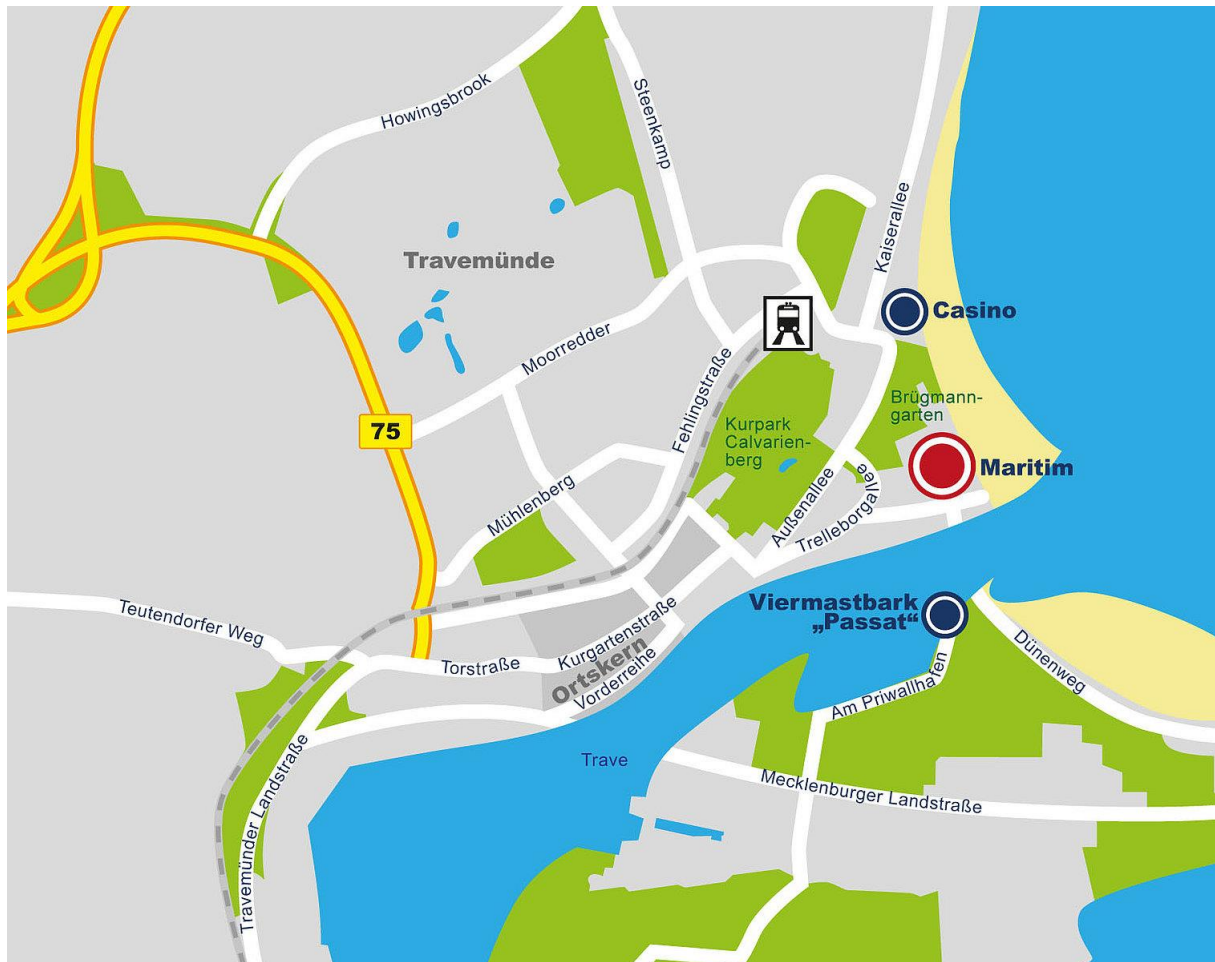 Howingsbrook
Steenkamp
Kaiserallee
Travemünde
Casino
Moorredder
Fehlingstraße
Brügmann-
garten
75
Kurpark
Calvarien-
berg
Maritim
Mühlenberg
Außenallee
Trelleborgallee
Teutendorfer Weg
Viermastbark
„Passat“
Torstraße
Kurgartenstraße
Ortskern
Vorderreihe
Dünenweg
Am Priwallhafen
Trave
Travemünder Landstraße
Mecklenburger Landstraße